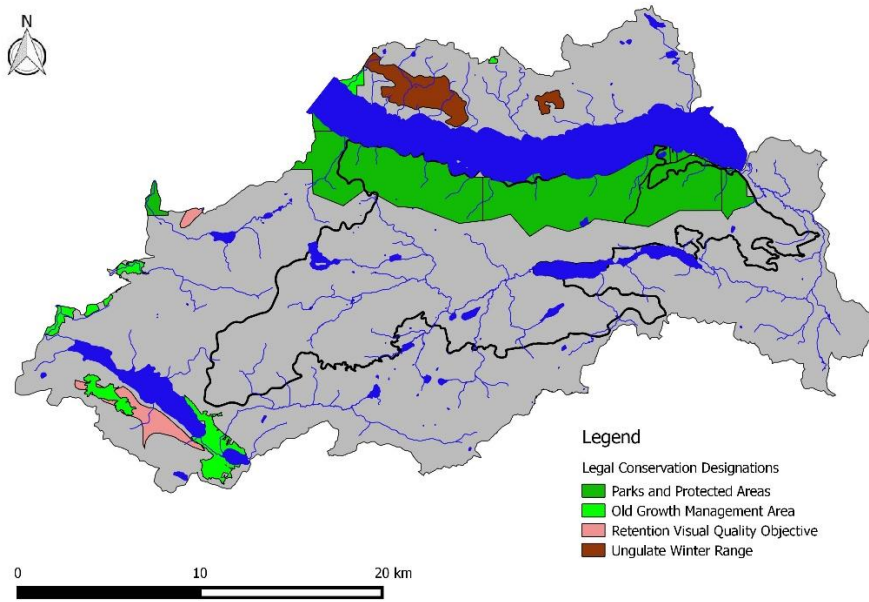 N
Legend
Legal Conservation Designations
Parks and Protected Areas
Old Growth Management Area
Retention Visual Quality Objective
Ungulate Winter Range
0 10 20 km